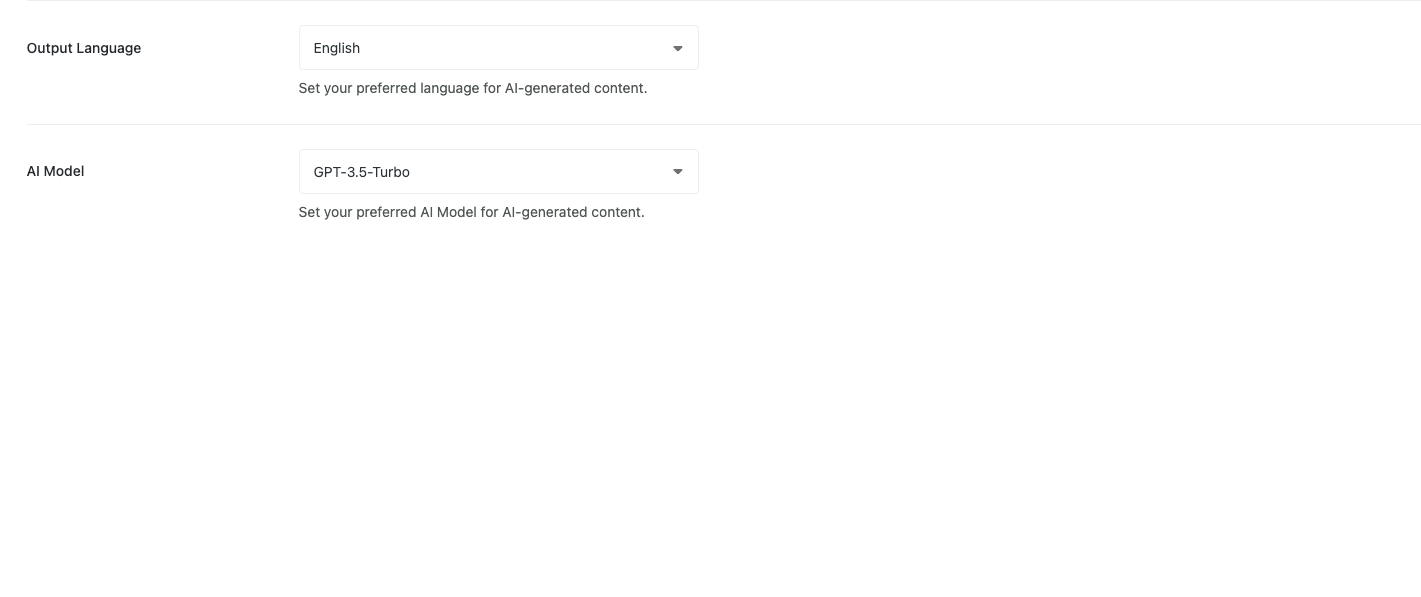 Output Language
English
Set your preferred language for AI-generated content.
AI Model
GPT-3.5-Turbo
Set your preferred AI Model for AI-generated content.